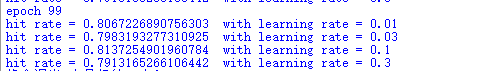 epoch 99
hit rate = 0.8067226890756303 with learning rate = 0.01
hit rate = 0.7983193277310925 with learning rate = 0.03
hit rate = 0.8137254901960784 with learning rate = 0.1
hit rate = 0.7913165266106442 with learning rate = 0.3